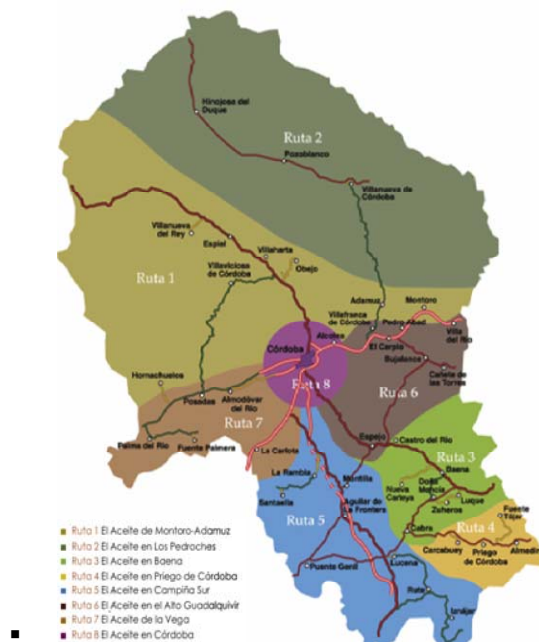 Hinojosa del
Duque
Ruta 2
Pozoblanco
Villanueva de
Córdoba
Villanueva
del Rey
Espiel
Villaharta
Obejo
Villaviciosa
de Córdoba
Ruta 1
Adamuz
Montoro
Villafranca
de Córdoba
Pedro Abad
Villa
del Río
Alcolea
El Carpio
Córdoba
Bujalance
Cañete de
las Torres
Ruta 8
Ruta 6
Hornachuelos
Posadas
Almodóvar
del Río
Ruta 7
Palma del Río
Fuente Palmera
La Carlota
Espejo
Castro del Río
Ruta 3
Baena
La Rambla
Montilla
Nueva
Carteya
Doña
Mencía
Luque
Zuheros
Fuente
Tójar
Santaella
Aguilar de
La Frontera
Ruta 5
Cabra
Ruta 4
Carcabuey
Priego
de Córdoba
Almedin
Puente Genil
Lucena
Rute
Iznájar
Ruta 1 El Aceite de Montoro-Adamuz
Ruta 2 El Aceite en Los Pedroches
Ruta 3 El Aceite en Baena
Ruta 4 El Aceite en Priego de Córdoba
Ruta 5 El Aceite en Campiña Sur
Ruta 6 El Aceite en el Alto Guadalquivir
Ruta 7 El Aceite de la Vega
Ruta 8 El Aceite en Córdoba